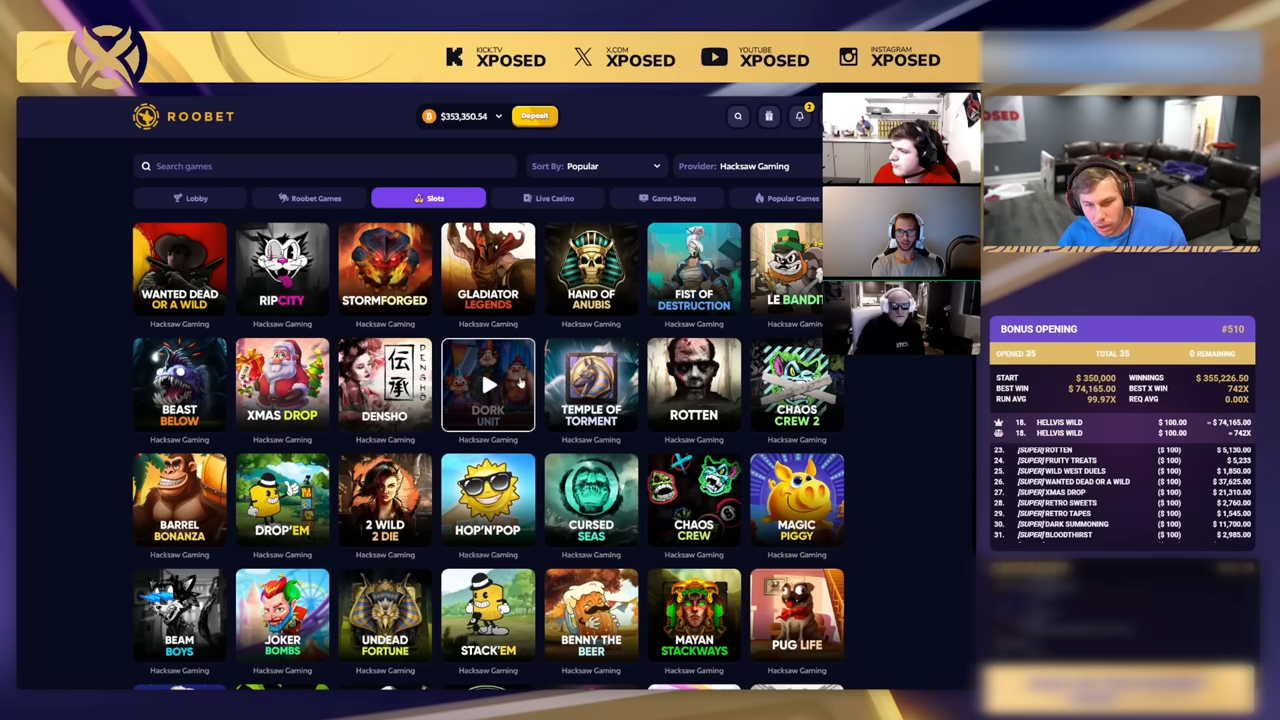 KICK.TV
XPOSED
X.COM
XPOSED
YOUTUBE
XPOSED
INSTAGRAM
XPOSED
ROOBET
$353,350.54
Deposit
2
Search games
Sort By: Popular
Provider: Hacksaw Gaming
Lobby
Roobet Games
Slots
Live Casino
Game Shows
Popular Games
WANTED DEAD
OR A WILD
RIPCITY
STORMFORGED
GLADIATOR
LEGENDS
HAND OF
ANUBIS
FIST OF
DESTRUCTION
LE BANDIT
Hacksaw Gaming
Hacksaw Gaming
Hacksaw Gaming
Hacksaw Gaming
Hacksaw Gaming
Hacksaw Gaming
Hacksaw Gaming
BEAST
BELOW
XMAS DROP
伝
承
DENSHO
DENSHO
DORK
UNIT
TEMPLE OF
TORMENT
ROTTEN
CHAOS
CREW 2
Hacksaw Gaming
Hacksaw Gaming
Hacksaw Gaming
Hacksaw Gaming
Hacksaw Gaming
Hacksaw Gaming
Hacksaw Gaming
BARREL
BONANZA
DROP'EM
2 WILD
2 DIE
HOP'N'POP
CURSED
SEAS
CHAOS
CREW
MAGIC
PIGGY
Hacksaw Gaming
Hacksaw Gaming
Hacksaw Gaming
Hacksaw Gaming
Hacksaw Gaming
Hacksaw Gaming
Hacksaw Gaming
BEAM
BOYS
JOKER
BOMBS
UNDEAD
FORTUNE
STACK'EM
BENNY THE
BEER
MAYAN
STACKWAYS
PUG LIFE
Hacksaw Gaming
Hacksaw Gaming
Hacksaw Gaming
Hacksaw Gaming
Hacksaw Gaming
Hacksaw Gaming
Hacksaw Gaming
OSED
BONUS OPENING #510
OPENED 35 TOTAL 35 0 REMAINING
START $ 350,000 WINNINGS $ 355,226.50
BEST WIN $ 74,165.00 BEST X WIN 742X
RUN AVG 99.97X REQ AVG 0.00X
18. HELLVIS WILD $ 100.00 = $ 74,165.00
18. HELLVIS WILD $ 100.00 = 742X
23. [SUPER] ROTTEN ($ 100) $ 5,130.00
24. [SUPER] FRUITY TREATS ($ 100) $ 5,233
25. [SUPER] WILD WEST DUELS ($ 100) $ 1,850.00
26. [SUPER] WANTED DEAD OR A WILD ($ 100) $ 37,625.00
27. [SUPER] XMAS DROP ($ 100) $ 21,310.00
28. [SUPER] RETRO SWEETS ($ 100) $ 2,760.00
29. [SUPER] RETRO TAPES ($ 100) $ 1,545.00
30. [SUPER] DARK SUMMONING ($ 100) $ 11,700.00
31. [SUPER] BLOODTHIRST ($ 100) $ 2,985.00